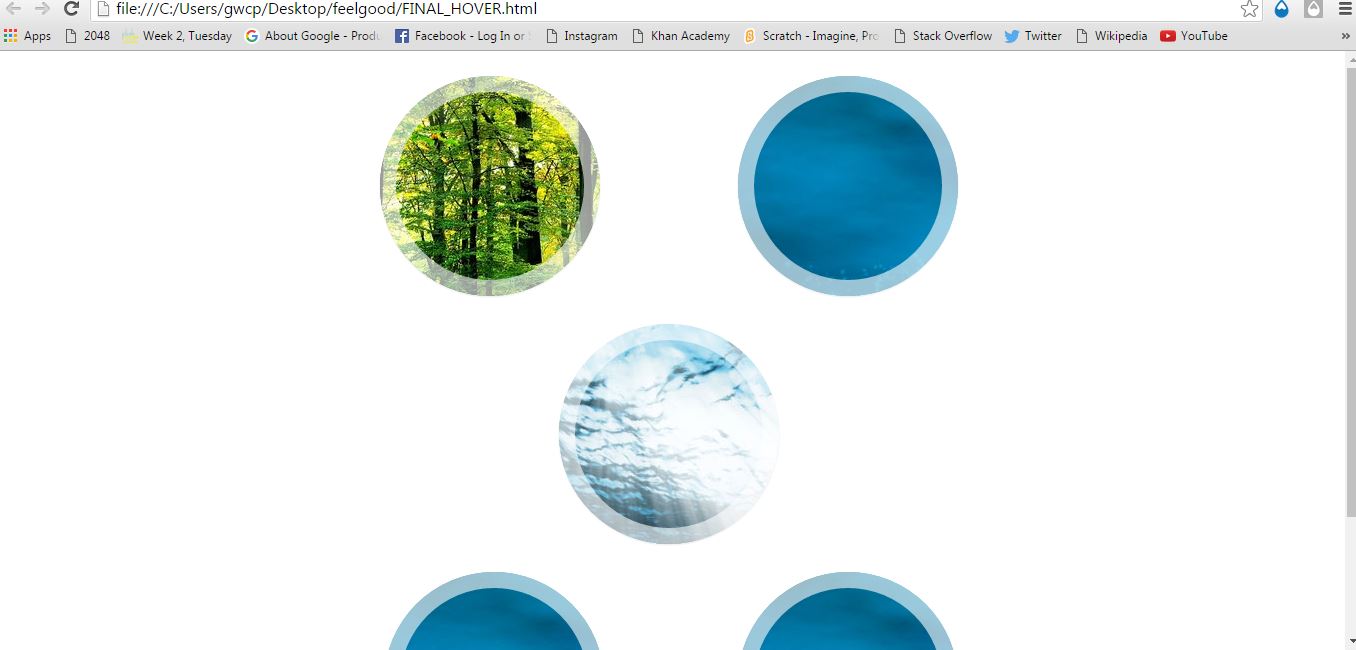 file:///C:/Users/gwcp/Desktop/feelgood/FINAL_HOVER.html
Apps 2048 Week 2, Tuesday About Google - Produ Facebook - Log In or Instagram Khan Academy Scratch - Imagine, Pro Stack Overflow Twitter Wikipedia YouTube »